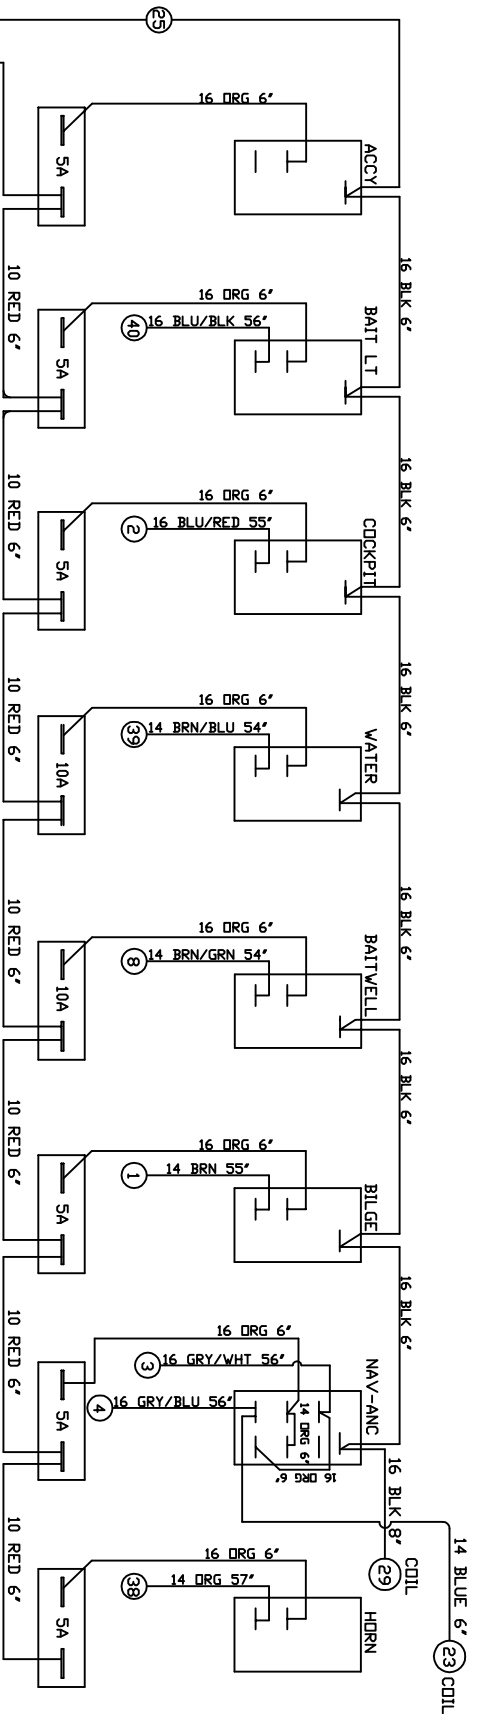 25
16 ORG 6"
5A
ACCY
16 BLK 6"
10 RED 6"
16 ORG 6"
40
16 BLU/BLK 56"
5A
BAIT LT
16 BLK 6"
10 RED 6"
16 ORG 6"
2
16 BLU/RED 55"
5A
COCKPIT
16 BLK 6"
10 RED 6"
16 ORG 6"
39
14 BRN/BLU 54"
10A
WATER
16 BLK 6"
10 RED 6"
16 ORG 6"
8
14 BRN/GRN 54"
10A
BAITWELL
16 BLK 6"
10 RED 6"
16 ORG 6"
1
14 BRN 55"
5A
BILGE
16 BLK 6"
10 RED 6"
16 ORG 6"
3
16 GRY/WHT 56"
4
16 GRY/BLU 56"
5A
NAV-ANC
14 ORG 6"
16 ORG 6"
16 BLK 8"
29
COIL
14 BLUE 6"
23
COIL
10 RED 6"
16 ORG 6"
38
14 ORG 57"
5A
HORN